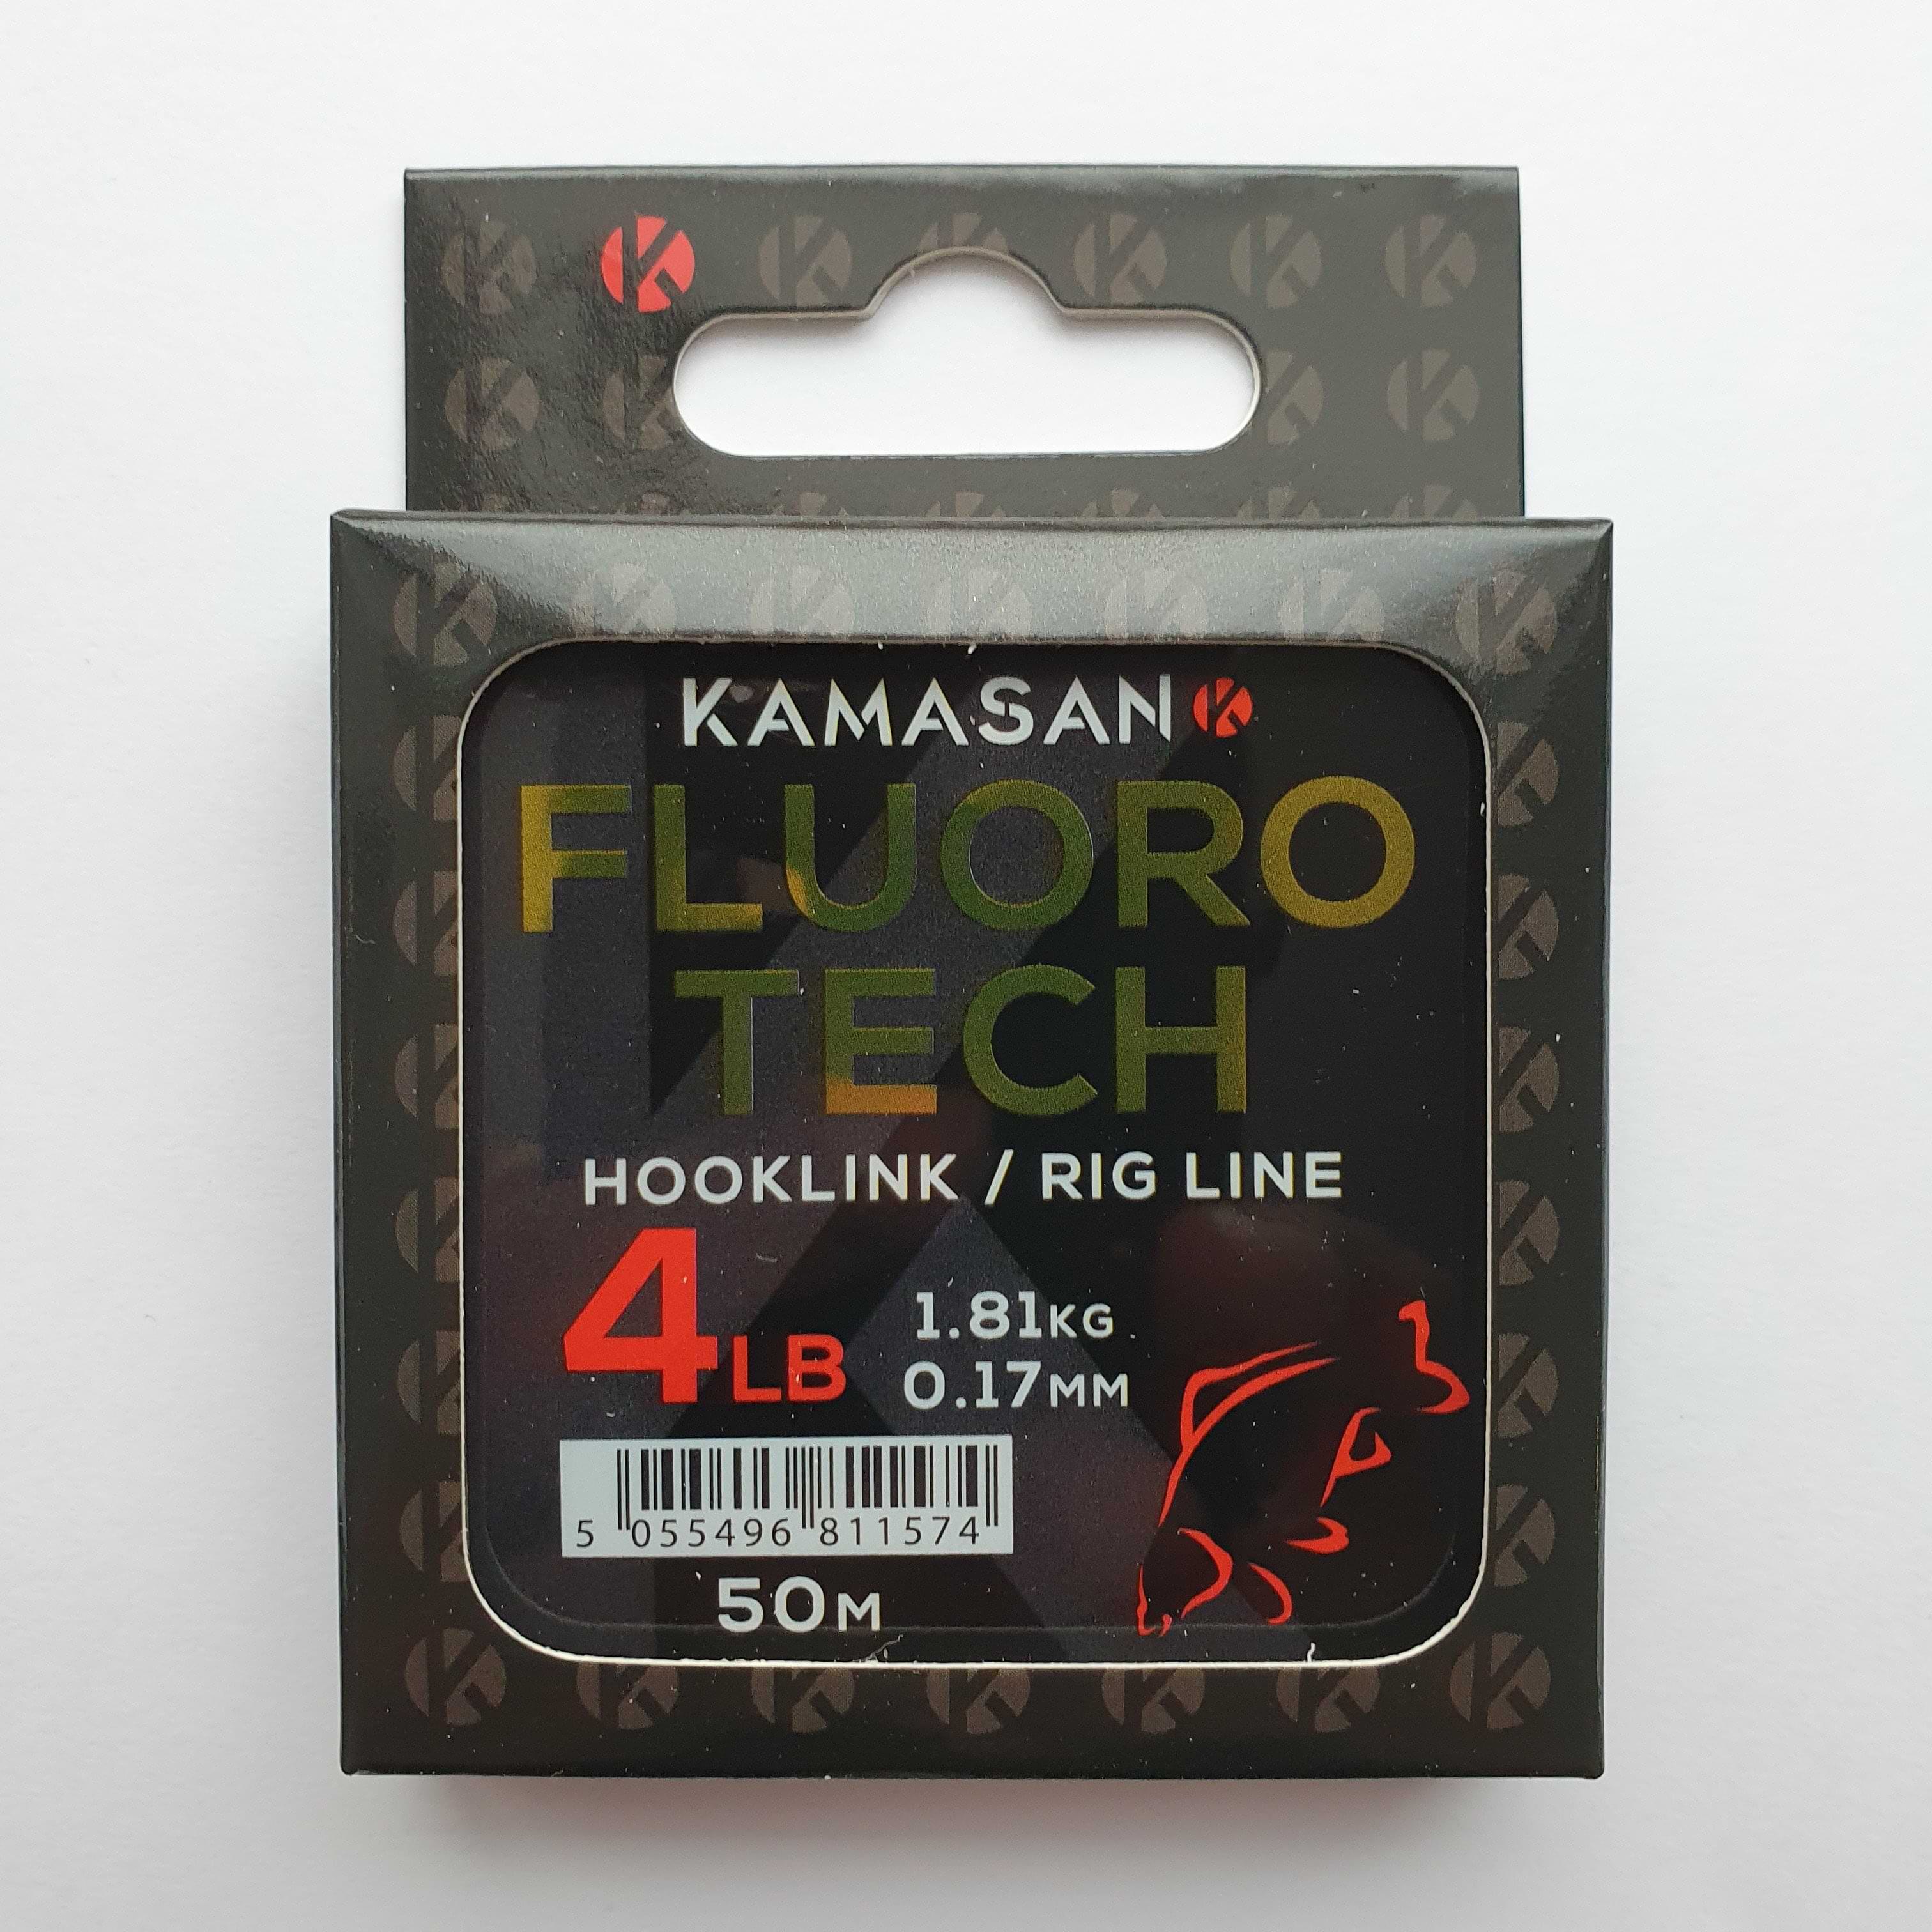 KAMASAN
FLUORO
TECH
HOOKLINK / RIG LINE
4LB
1.81KG
0.17MM
5 055496 811574
50M